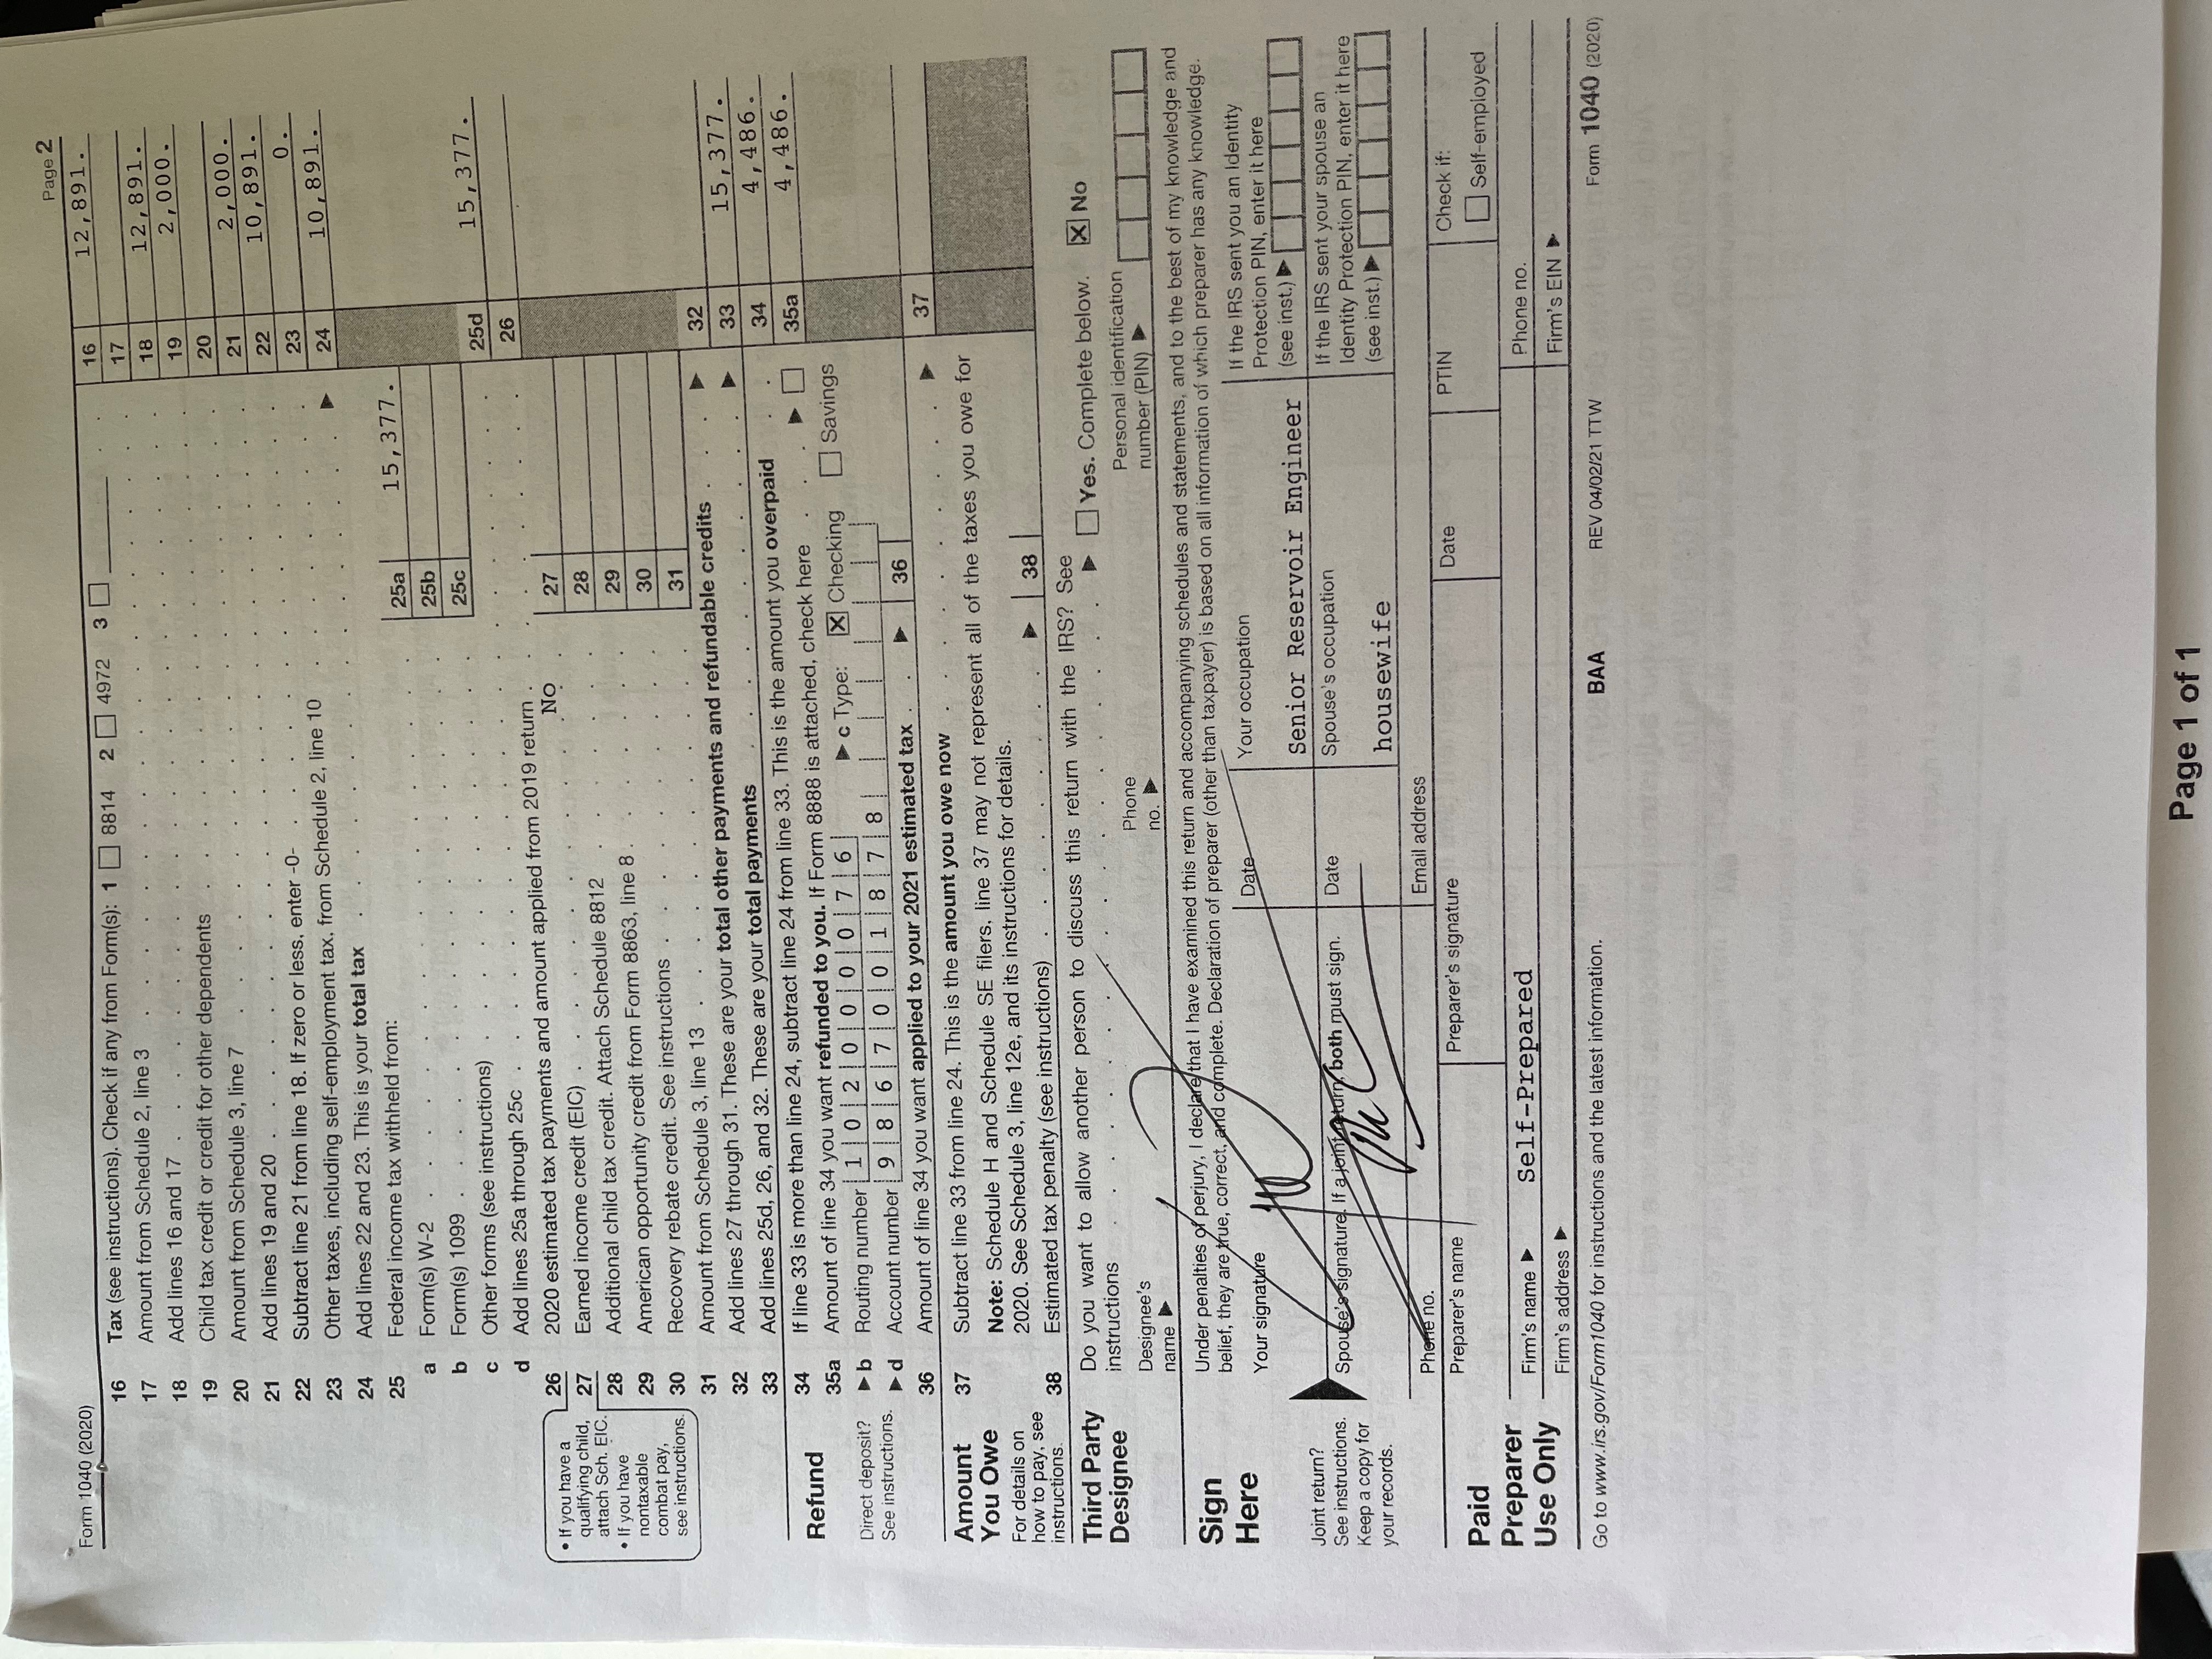 Form 1040 (2020) Page 2
16 Tax (see instructions). Check if any from Form(s): 1 8814 2 4972 3 16 12,891.
17 Amount from Schedule 2, line 3 17
18 Add lines 16 and 17 18 12,891.
19 Child tax credit or credit for other dependents 19 2,000.
20 Amount from Schedule 3, line 7 20
21 Add lines 19 and 20 21 2,000.
22 Subtract line 21 from line 18. If zero or less, enter -0- 22 10,891.
23 Other taxes, including self-employment tax, from Schedule 2, line 10 23 0.
24 Add lines 22 and 23. This is your total tax ▶ 24 10,891.
25 Federal income tax withheld from:
a Form(s) W-2 25a 15,377.
b Form(s) 1099 25b
c Other forms (see instructions) 25c
d Add lines 25a through 25c 25d 15,377.
26 2020 estimated tax payments and amount applied from 2019 return 26
• If you have a qualifying child, attach Sch. EIC.
• If you have nontaxable combat pay, see instructions.
27 Earned income credit (EIC) No 27
28 Additional child tax credit. Attach Schedule 8812 28
29 American opportunity credit from Form 8863, line 8 29
30 Recovery rebate credit. See instructions 30
31 Amount from Schedule 3, line 13 31
32 Add lines 27 through 31. These are your total other payments and refundable credits ▶ 32
33 Add lines 25d, 26, and 32. These are your total payments ▶ 33 15,377.
Refund
34 If line 33 is more than line 24, subtract line 24 from line 33. This is the amount you overpaid 34 4,486.
35a Amount of line 34 you want refunded to you. If Form 8888 is attached, check here ▶ 35a 4,486.
Direct deposit? See instructions.
▶ b Routing number 1 0 2 0 0 0 0 7 6 ▶ c Type: X Checking Savings
▶ d Account number 9 8 6 7 0 0 1 8 7 8
36 Amount of line 34 you want applied to your 2021 estimated tax ▶ 36
Amount You Owe
For details on how to pay, see instructions.
37 Subtract line 33 from line 24. This is the amount you owe now ▶ 37
Note: Schedule H and Schedule SE filers, line 37 may not represent all of the taxes you owe for
2020. See Schedule 3, line 12e, and its instructions for details.
38 Estimated tax penalty (see instructions) ▶ 38
Third Party Designee
Do you want to allow another person to discuss this return with the IRS? See
instructions ▶ Yes. Complete below. X No
Designee's name ▶ Phone no. ▶ Personal identification number (PIN) ▶
Sign Here
Under penalties of perjury, I declare that I have examined this return and accompanying schedules and statements, and to the best of my knowledge and
belief, they are true, correct, and complete. Declaration of preparer (other than taxpayer) is based on all information of which preparer has any knowledge.
Your signature Date Your occupation If the IRS sent you an Identity Protection PIN, enter it here (see inst.) ▶
Senior Reservoir Engineer
Joint return? See instructions. Keep a copy for your records.
Spouse's signature. If a joint return, both must sign. Date Spouse's occupation If the IRS sent your spouse an Identity Protection PIN, enter it here (see inst.) ▶
housewife
Phone no. Email address
Paid Preparer Use Only
Preparer's name Preparer's signature Date PTIN Check if: Self-employed
Firm's name ▶ Self-Prepared Phone no.
Firm's address ▶ Firm's EIN ▶
Go to www.irs.gov/Form1040 for instructions and the latest information. BAA REV 04/02/21 TTW Form 1040 (2020)
Page 1 of 1